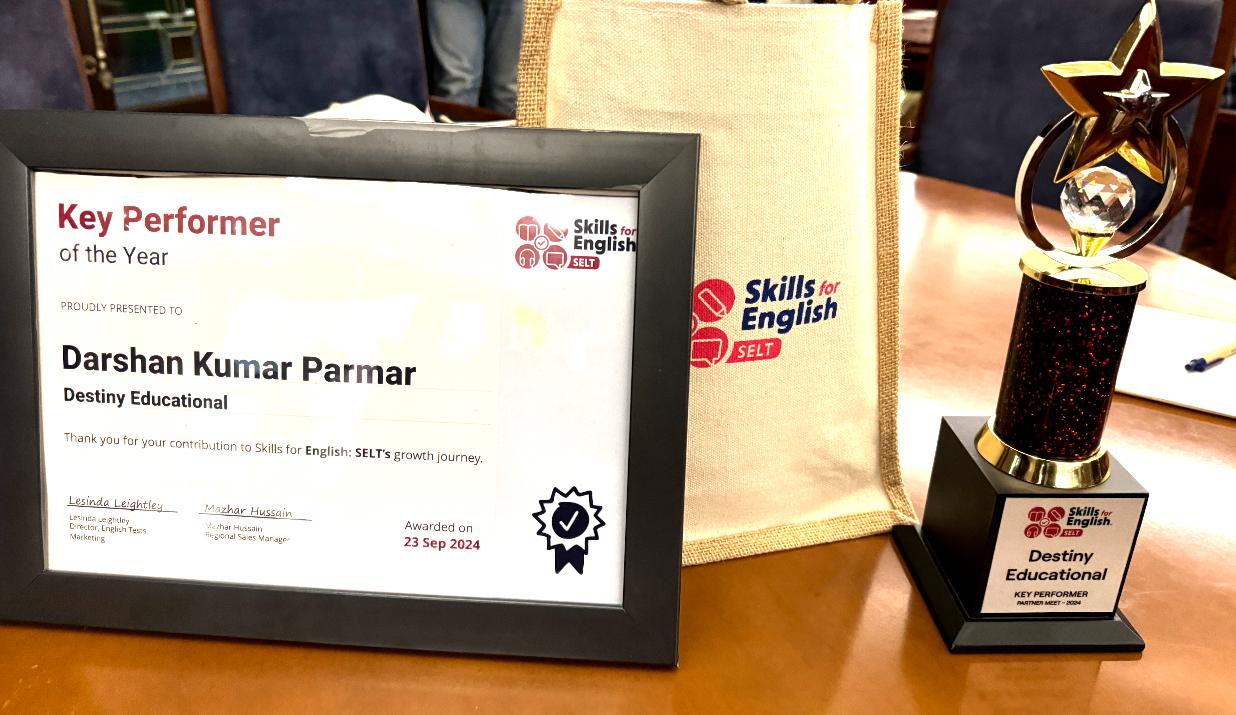 Key Performer
of the Year
Skills for
English
SELT
PROUDLY PRESENTED TO
Darshan Kumar Parmar
Destiny Educational
Thank you for your contribution to Skills for English: SELT's growth journey.
Lesinda Leightley
Lesinda Leightley
Director, English Tests
Marketing
Mazhar Hussain
Mazhar Hussain
Regional Sales Manager
Awarded on
23 Sep 2024
Skills for
English
SELT
Skills for
English
SELT
Destiny
Educational
KEY PERFORMER
PARTNER MEET - 2024